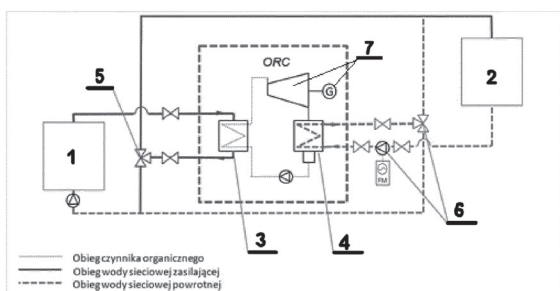 ORC
7
5
G
2
1
FM
3
4
6
Obieg czynnika organicznego
Obieg wody sieciowej zasilającej
Obieg wody sieciowej powrotnej